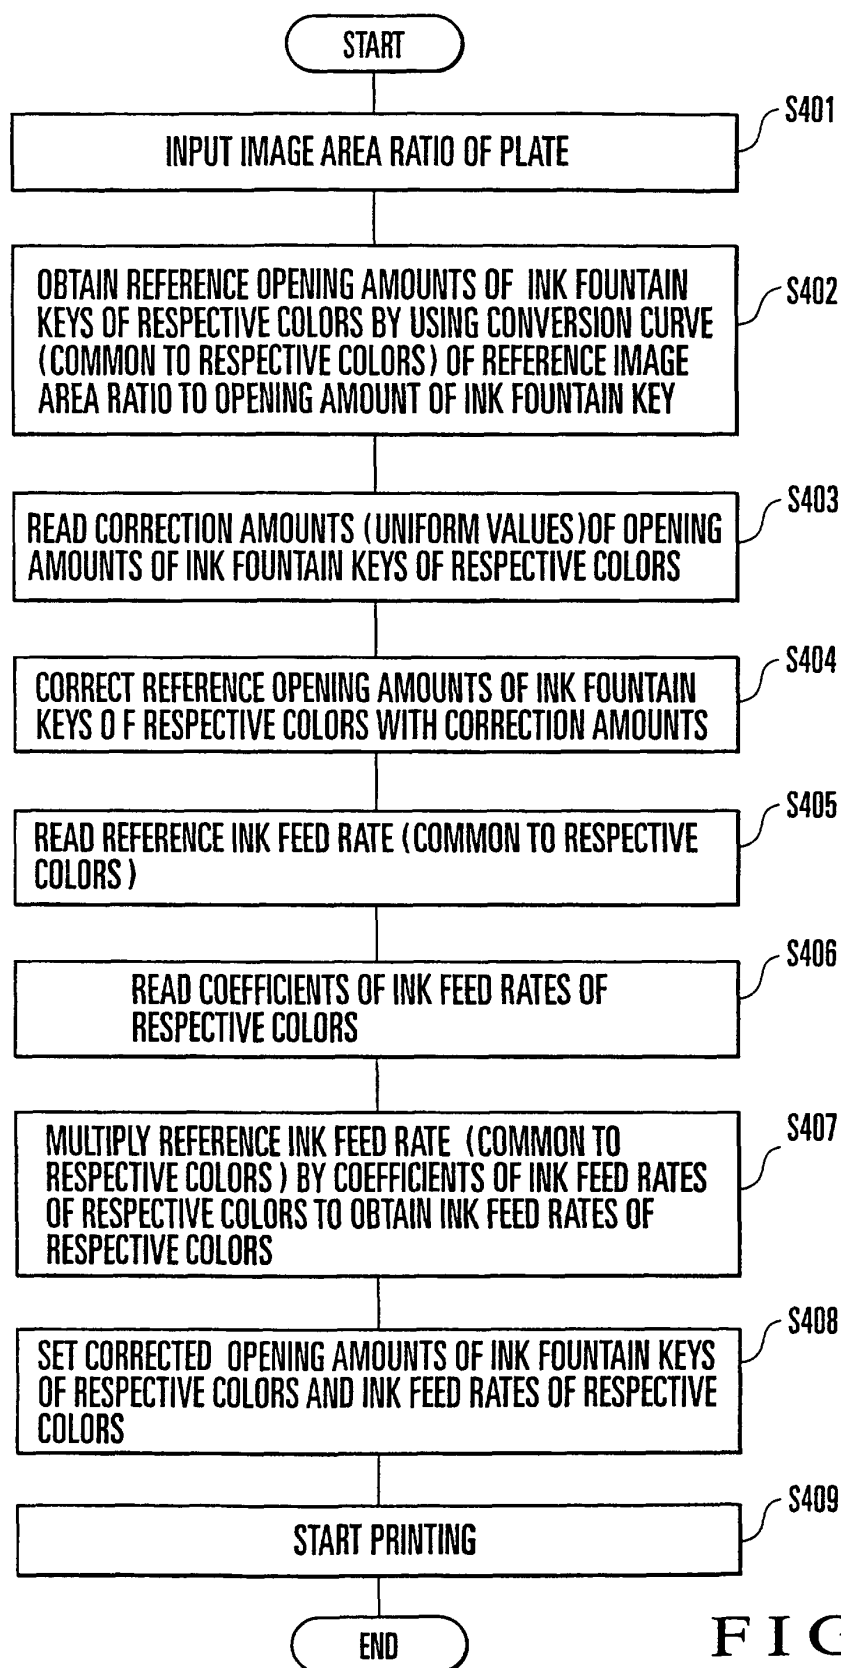 START
S401
INPUT IMAGE AREA RATIO OF PLATE
S402
OBTAIN REFERENCE OPENING AMOUNTS OF INK FOUNTAIN
KEYS OF RESPECTIVE COLORS BY USING CONVERSION CURVE
(COMMON TO RESPECTIVE COLORS) OF REFERENCE IMAGE
AREA RATIO TO OPENING AMOUNT OF INK FOUNTAIN KEY
S403
READ CORRECTION AMOUNTS (UNIFORM VALUES) OF OPENING
AMOUNTS OF INK FOUNTAIN KEYS OF RESPECTIVE COLORS
S404
CORRECT REFERENCE OPENING AMOUNTS OF INK FOUNTAIN
KEYS O F RESPECTIVE COLORS WITH CORRECTION AMOUNTS
S405
READ REFERENCE INK FEED RATE (COMMON TO RESPECTIVE
COLORS)
S406
READ COEFFICIENTS OF INK FEED RATES OF
RESPECTIVE COLORS
S407
MULTIPLY REFERENCE INK FEED RATE (COMMON TO
RESPECTIVE COLORS) BY COEFFICIENTS OF INK FEED RATES
OF RESPECTIVE COLORS TO OBTAIN INK FEED RATES OF
RESPECTIVE COLORS
S408
SET CORRECTED OPENING AMOUNTS OF INK FOUNTAIN KEYS
OF RESPECTIVE COLORS AND INK FEED RATES OF RESPECTIVE
COLORS
S409
START PRINTING
END
FIG